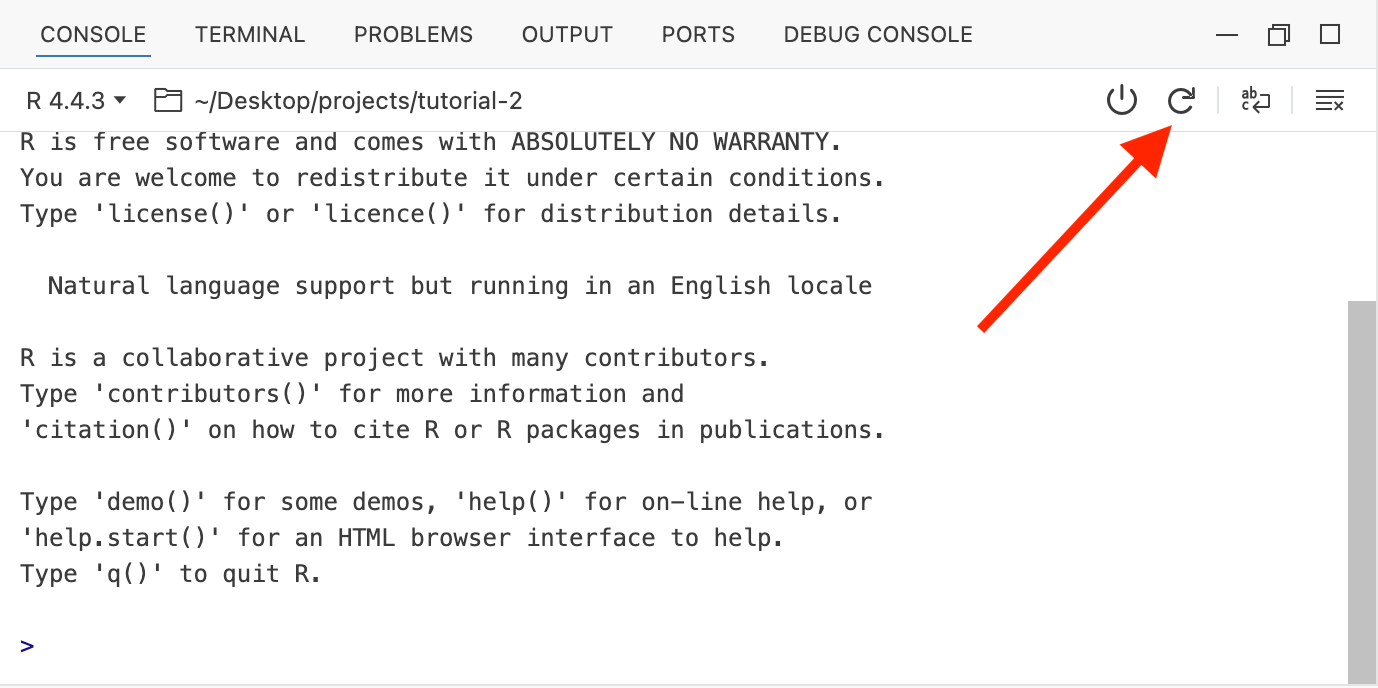 CONSOLE TERMINAL PROBLEMS OUTPUT PORTS DEBUG CONSOLE
R 4.4.3 ~/Desktop/projects/tutorial-2 ab c
R is free software and comes with ABSOLUTELY NO WARRANTY.
You are welcome to redistribute it under certain conditions.
Type 'license()' or 'licence()' for distribution details.
Natural language support but running in an English locale
R is a collaborative project with many contributors.
Type 'contributors()' for more information and
'citation()' on how to cite R or R packages in publications.
Type 'demo()' for some demos, 'help()' for on-line help, or
'help.start()' for an HTML browser interface to help.
Type 'q()' to quit R.
>